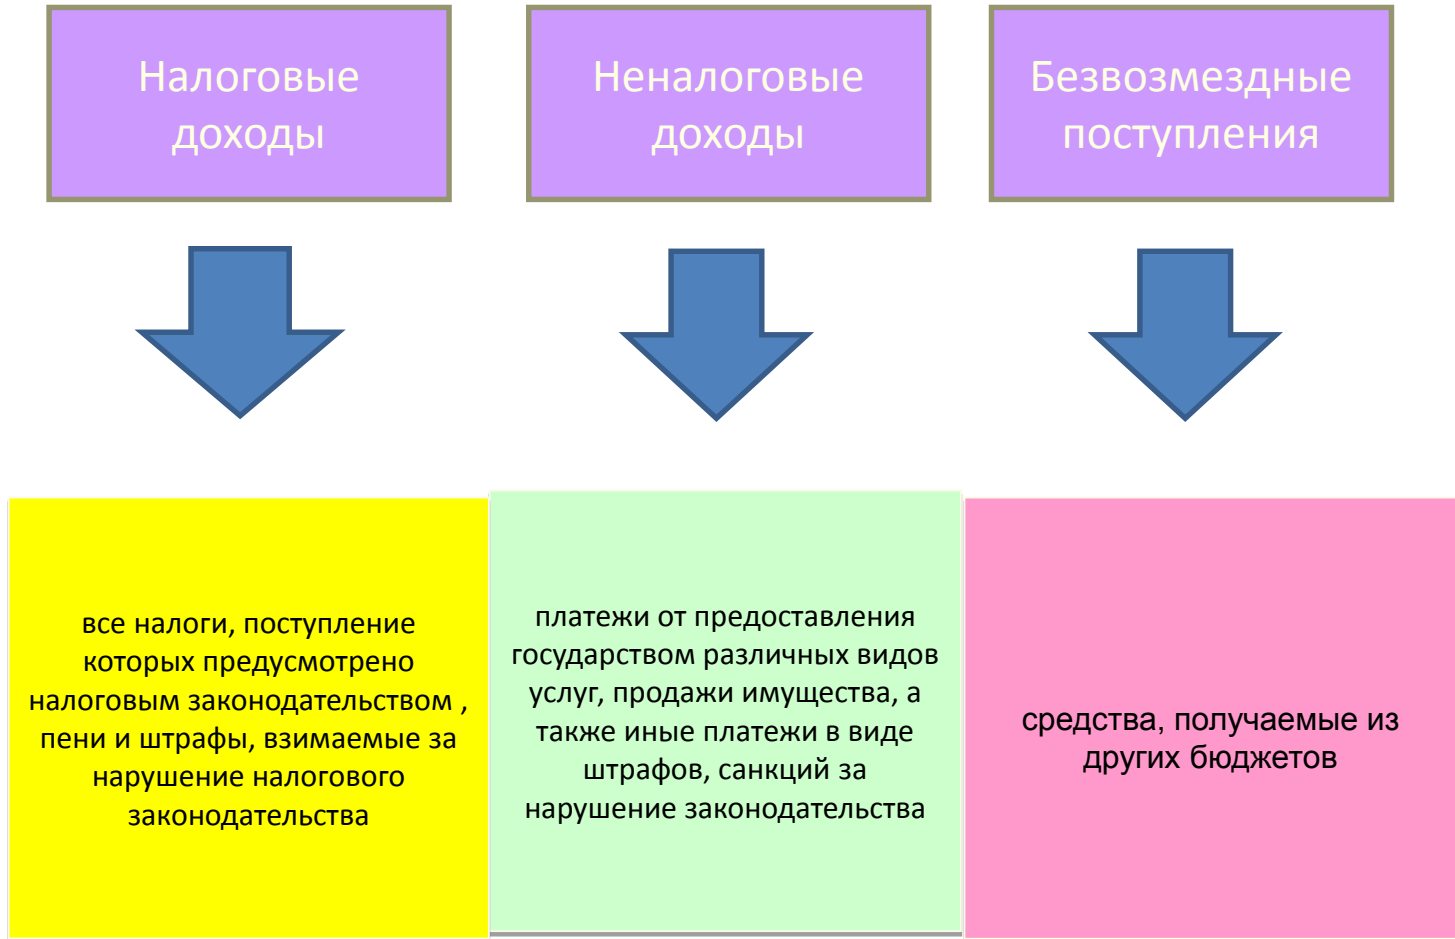 Налоговые
доходы
Неналоговые
доходы
Безвозмездные
поступления
все налоги, поступление
которых предусмотрено
налоговым законодательством ,
пени и штрафы, взимаемые за
нарушение налогового
законодательства
платежи от предоставления
государством различных видов
услуг, продажи имущества, а
также иные платежи в виде
штрафов, санкций за
нарушение законодательства
средства, получаемые из
других бюджетов